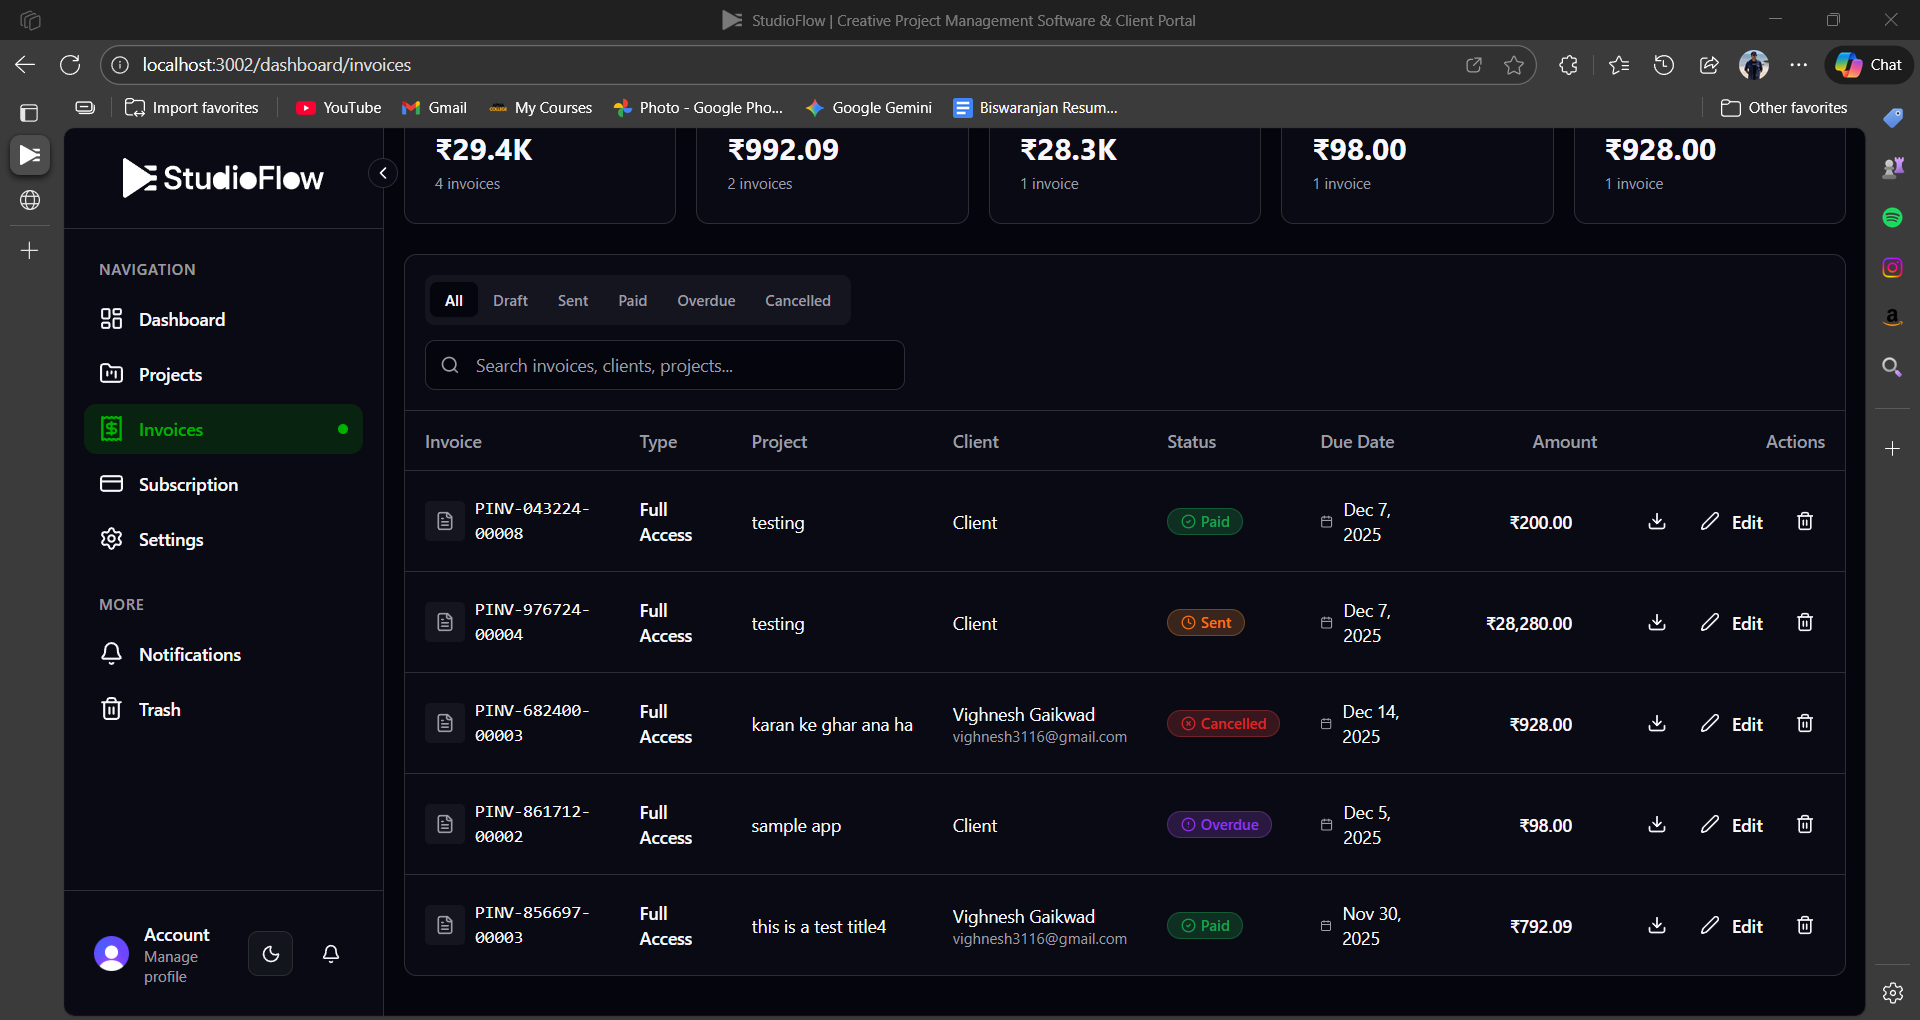 StudioFlow | Creative Project Management Software & Client Portal
localhost:3002/dashboard/invoices
Chat
Import favorites
YouTube
Gmail
My Courses
Photo - Google Pho...
Google Gemini
Biswaranjan Resum...
Other favorites
StudioFlow
₹29.4K
₹992.09
₹28.3K
₹98.00
₹928.00
4 invoices
2 invoices
1 invoice
1 invoice
1 invoice
NAVIGATION
Dashboard
Projects
Invoices
Subscription
Settings
MORE
Notifications
Trash
Account
Manage
profile
All
Draft
Sent
Paid
Overdue
Cancelled
Search invoices, clients, projects...
Invoice Type Project Client Status Due Date Amount Actions
PINV-043224-
00008
Full
Access
testing
Client
Paid
Dec 7,
2025
₹200.00
Edit
PINV-976724-
00004
Full
Access
testing
Client
Sent
Dec 7,
2025
₹28,280.00
Edit
PINV-682400-
00003
Full
Access
karan ke ghar ana ha
Vighnesh Gaikwad
vighnesh3116@gmail.com
Cancelled
Dec 14,
2025
₹928.00
Edit
PINV-861712-
00002
Full
Access
sample app
Client
Overdue
Dec 5,
2025
₹98.00
Edit
PINV-856697-
00003
Full
Access
this is a test title4
Vighnesh Gaikwad
vighnesh3116@gmail.com
Paid
Nov 30,
2025
₹792.09
Edit